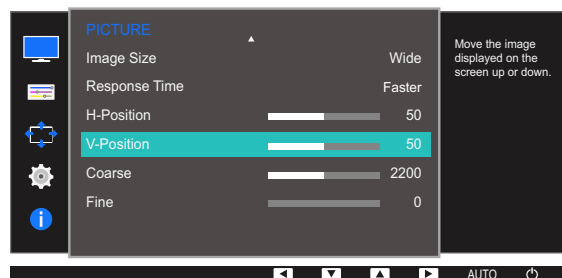 PICTURE
Image Size Wide
Response Time Faster
H-Position 50
V-Position 50
Coarse 2200
Fine 0
Move the image
displayed on the
screen up or down.
AUTO